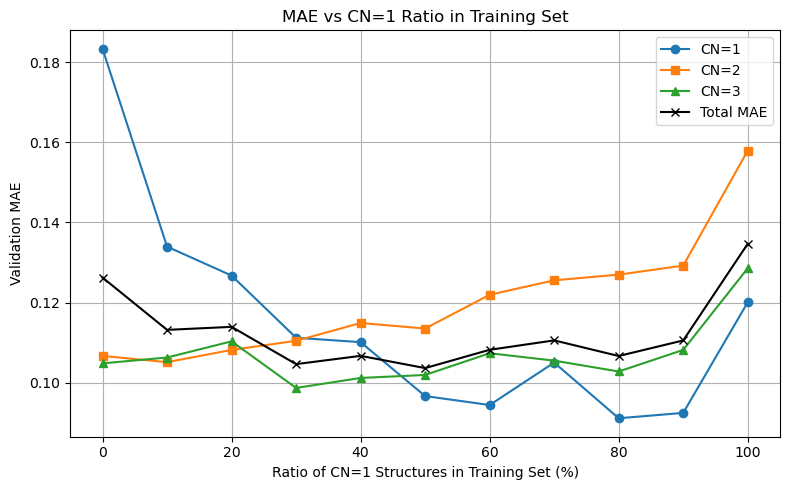 MAE vs CN=1 Ratio in Training Set
CN=1
CN=2
CN=3
Total MAE
Validation MAE
0.18
0.16
0.14
0.12
0.10
0 20 40 60 80 100
Ratio of CN=1 Structures in Training Set (%)